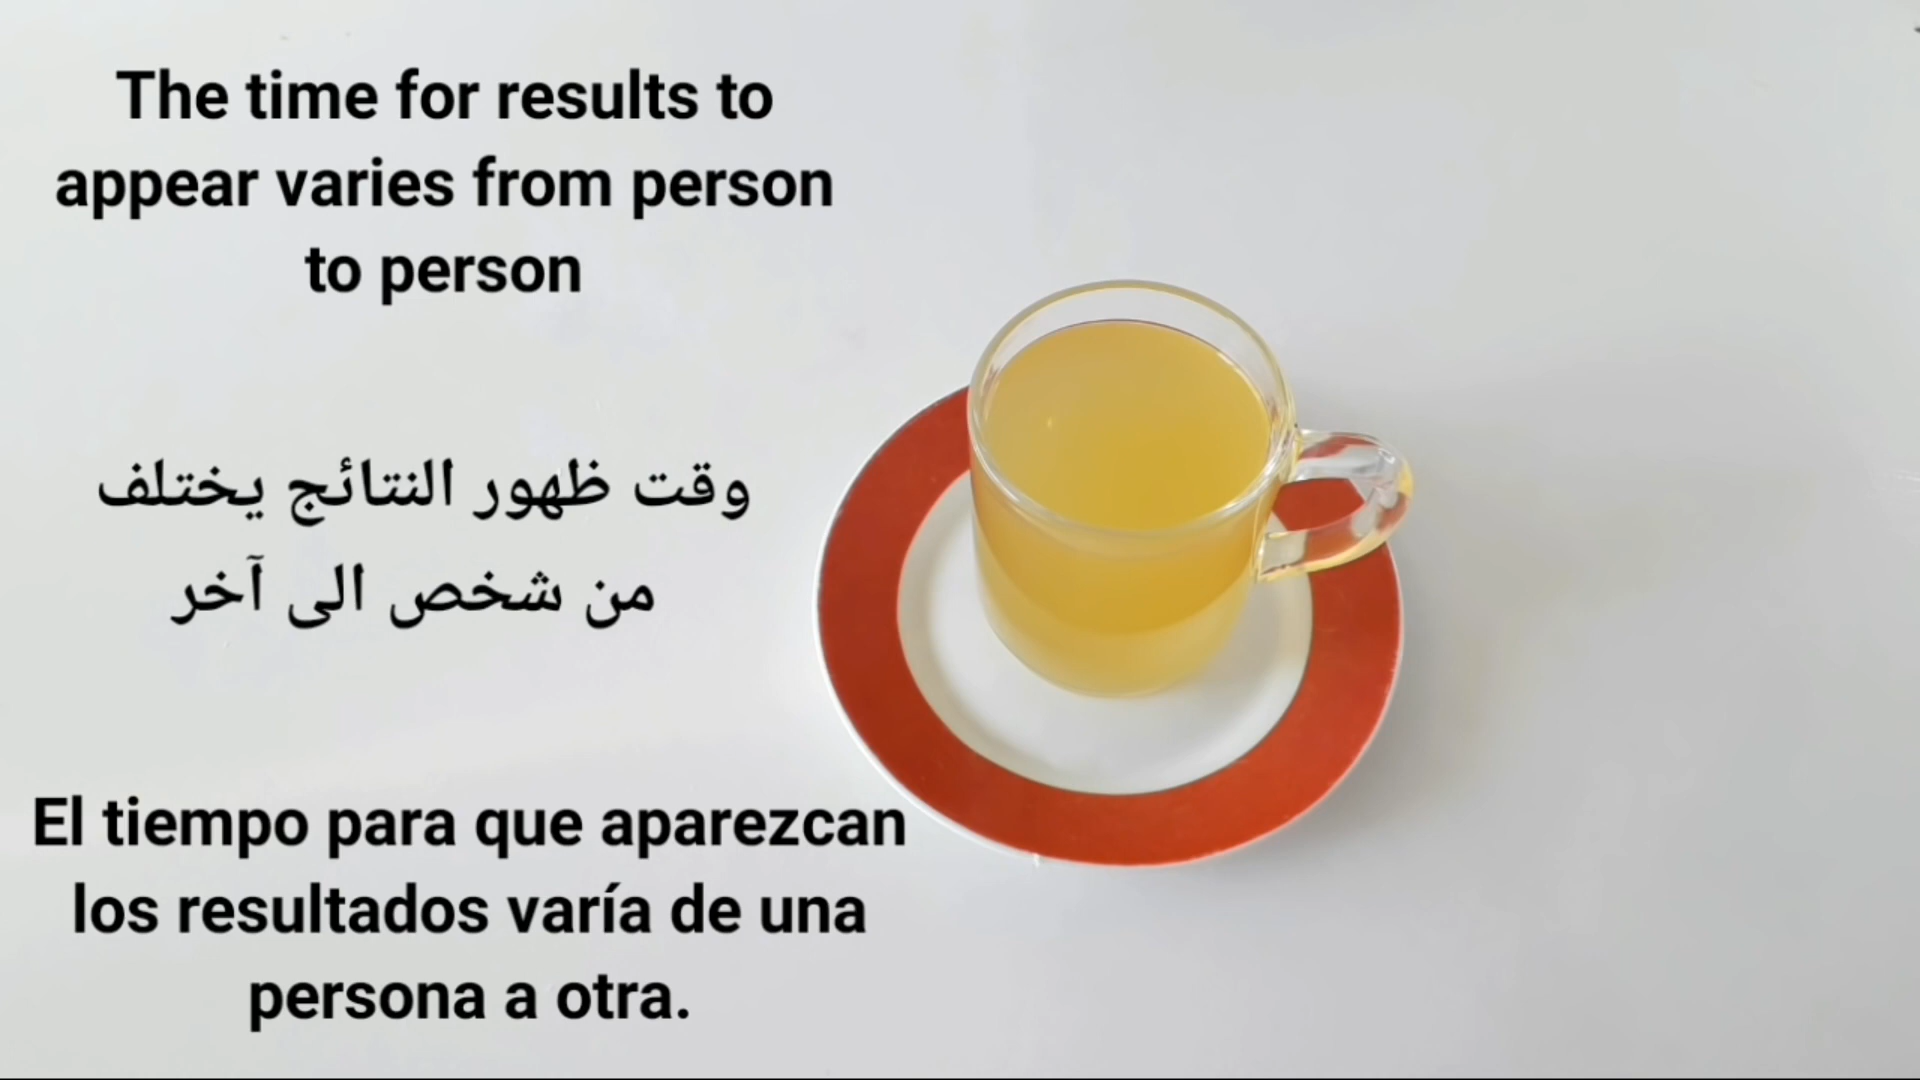 The time for results to
appear varies from person
to person
وقت ظهور النتائج يختلف
من شخص الى آخر
El tiempo para que aparezcan
los resultados varía de una
persona a otra.